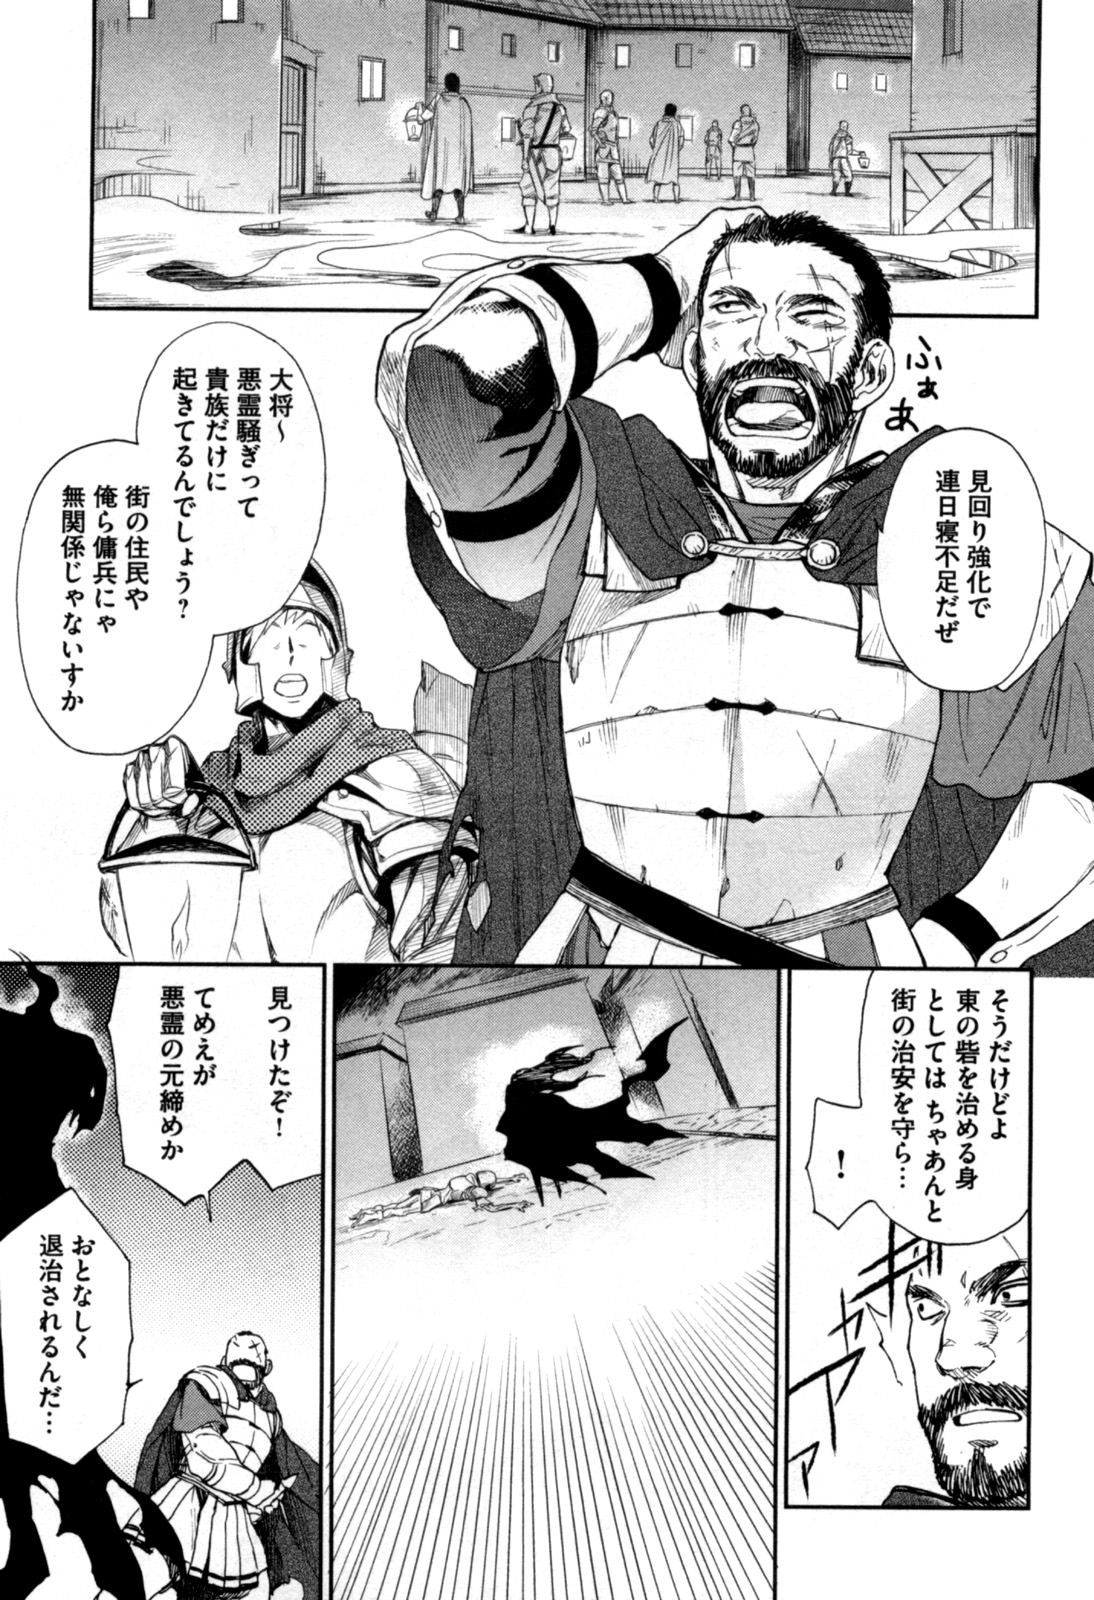 ふぁあ
見回り強化で
連日寝不足だぜ
大将〜
悪霊騒ぎって
貴族だけに
起きてるんでしょう?
街の住民や
俺ら傭兵にゃ
無関係じゃないすか
そうだけどよ
東の砦を治める身
としては ちゃあんと
街の治安を守ら…
!
ギャアアア
見つけたぞ!
てめえが
悪霊の元締めか
おとなしく
退治されるんだ…